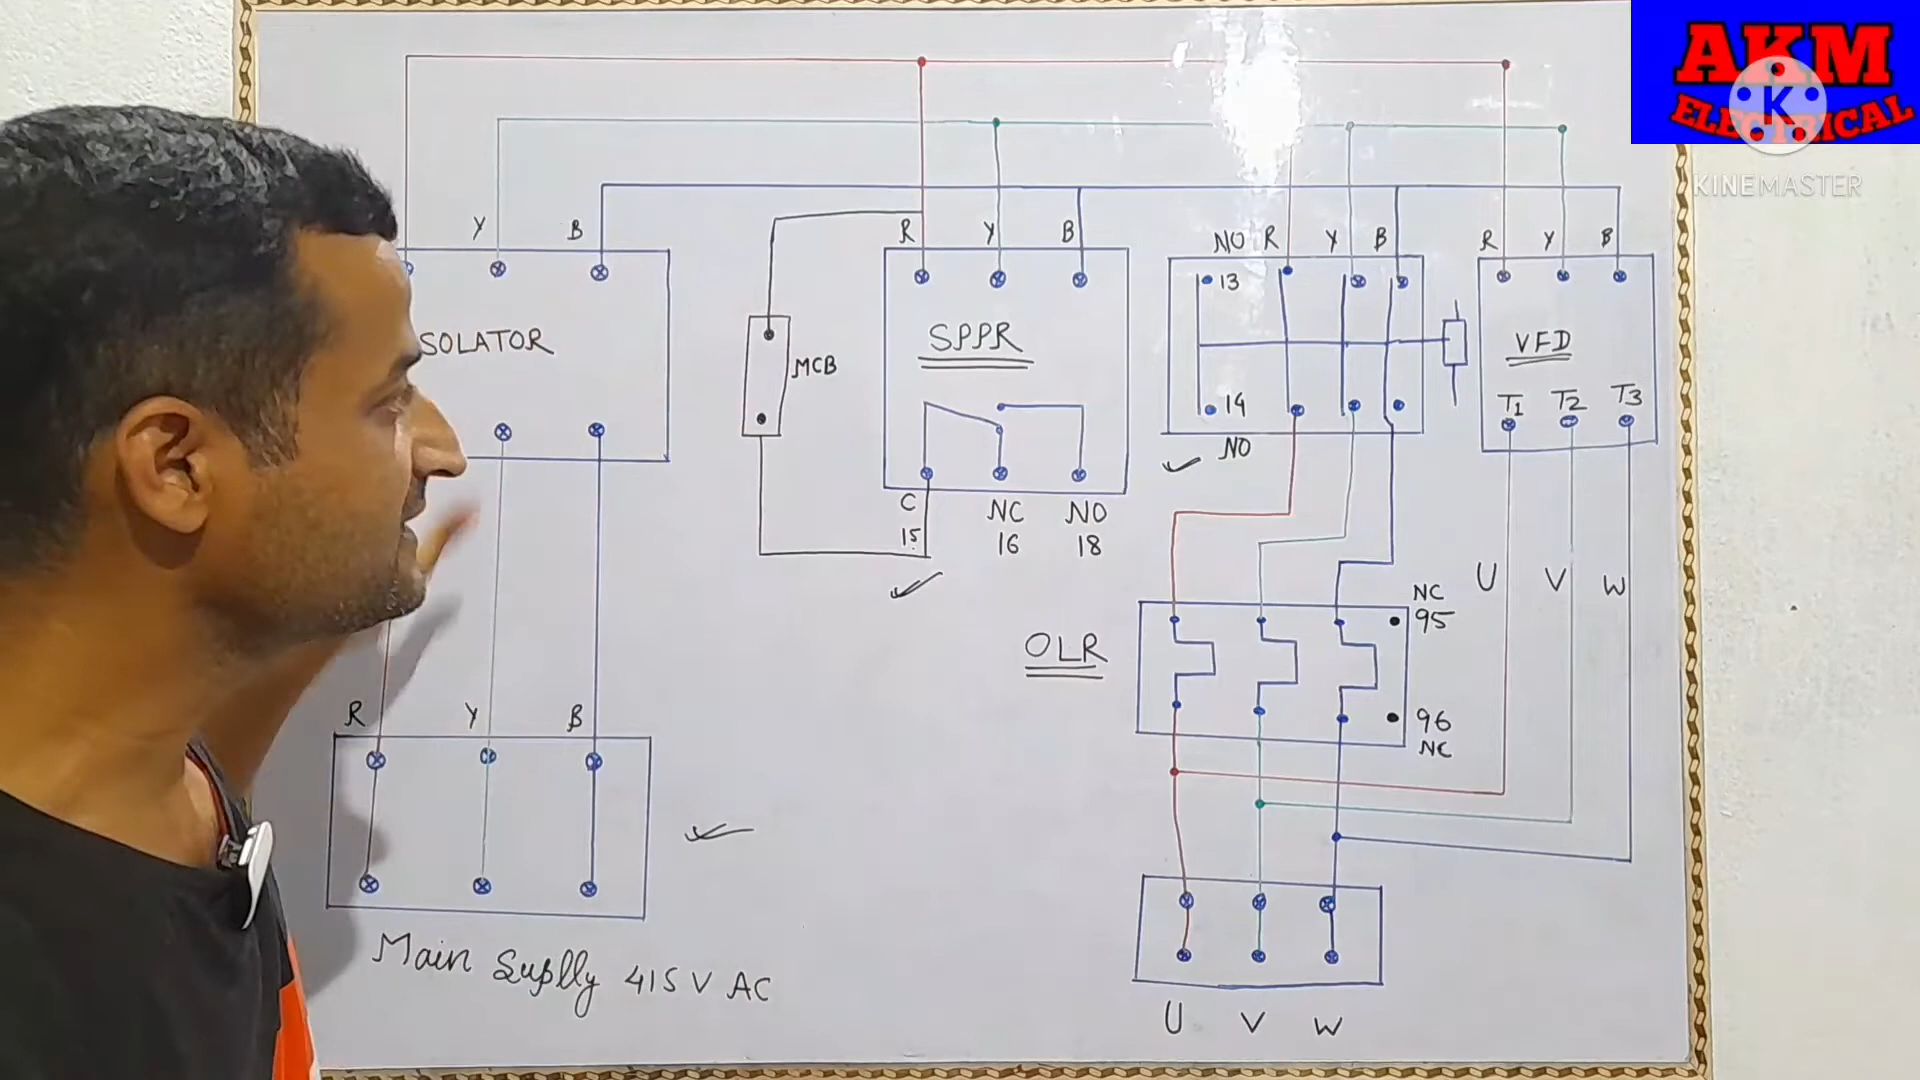 AKM
ELECTRICAL
K
KINEMASTER
Y B
R Y B
NO R Y B
R Y B
SOLATOR
MCB
SPPR
13
14
NO
VFD
T1 T2 T3
C NC NO
15 16 18
U V W
OLR
NC
95
96
NC
R Y B
Main Suplly 415 V AC
U V W